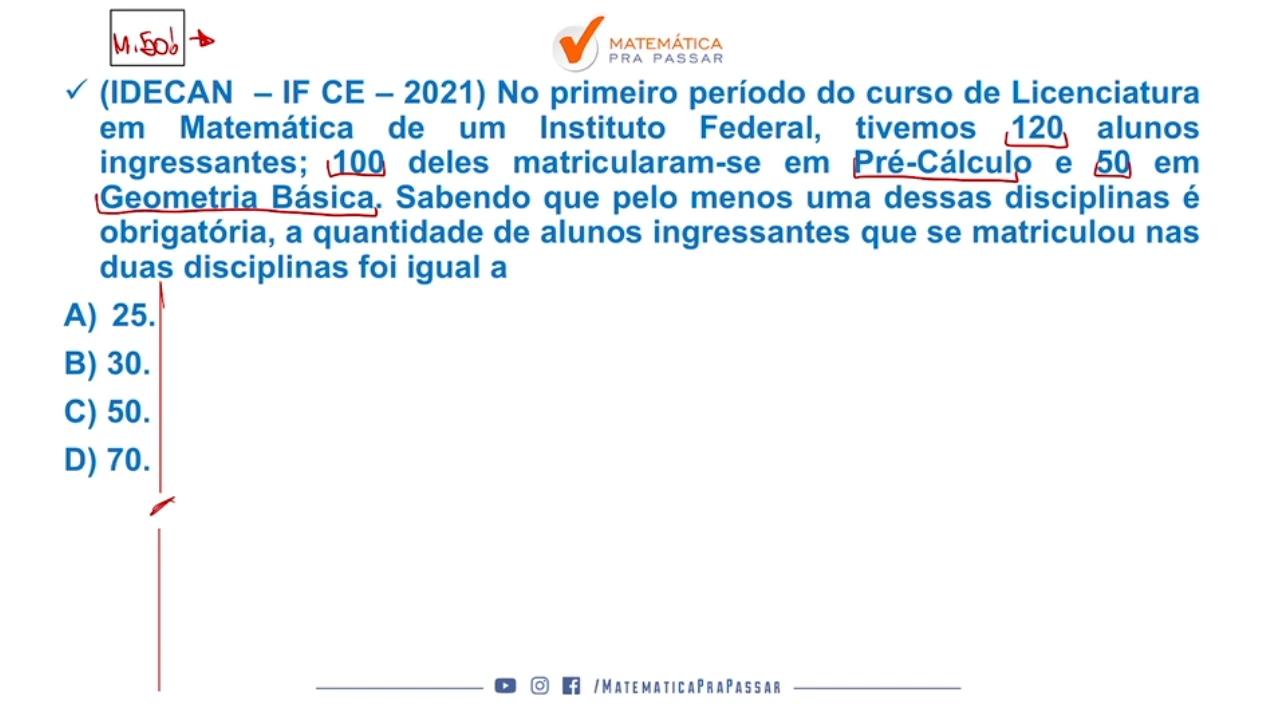 M.506
MATEMÁTICA
PRA PASSAR
✓ (IDECAN – IF CE – 2021) No primeiro período do curso de Licenciatura
em Matemática de um Instituto Federal, tivemos 120 alunos
ingressantes; 100 deles matricularam-se em Pré-Cálculo e 50 em
Geometria Básica. Sabendo que pelo menos uma dessas disciplinas é
obrigatória, a quantidade de alunos ingressantes que se matriculou nas
duas disciplinas foi igual a
A) 25.
B) 30.
C) 50.
D) 70.
/MATEMATICAPRAPASSAR